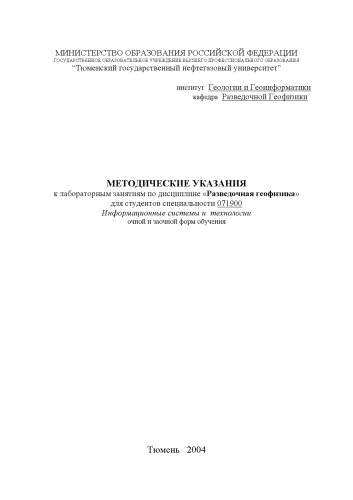 МИНИСТЕРСТВО ОБРАЗОВАНИЯ РОССИЙСКОЙ ФЕДЕРАЦИИ
ГОСУДАРСТВЕННОЕ ОБРАЗОВАТЕЛЬНОЕ УЧРЕЖДЕНИЕ ВЫСШЕГО ПРОФЕССИОНАЛЬНОГО ОБРАЗОВАНИЯ
“Тюменский государственный нефтегазовый университет”
институт Геологии и Геоинформатики
кафедра Разведочной Геофизики
МЕТОДИЧЕСКИЕ УКАЗАНИЯ
к лабораторным занятиям по дисциплине «Разведочная геофизика»
для студентов специальности 071900
Информационные системы и технологии
очной и заочной форм обучения
Тюмень 2004